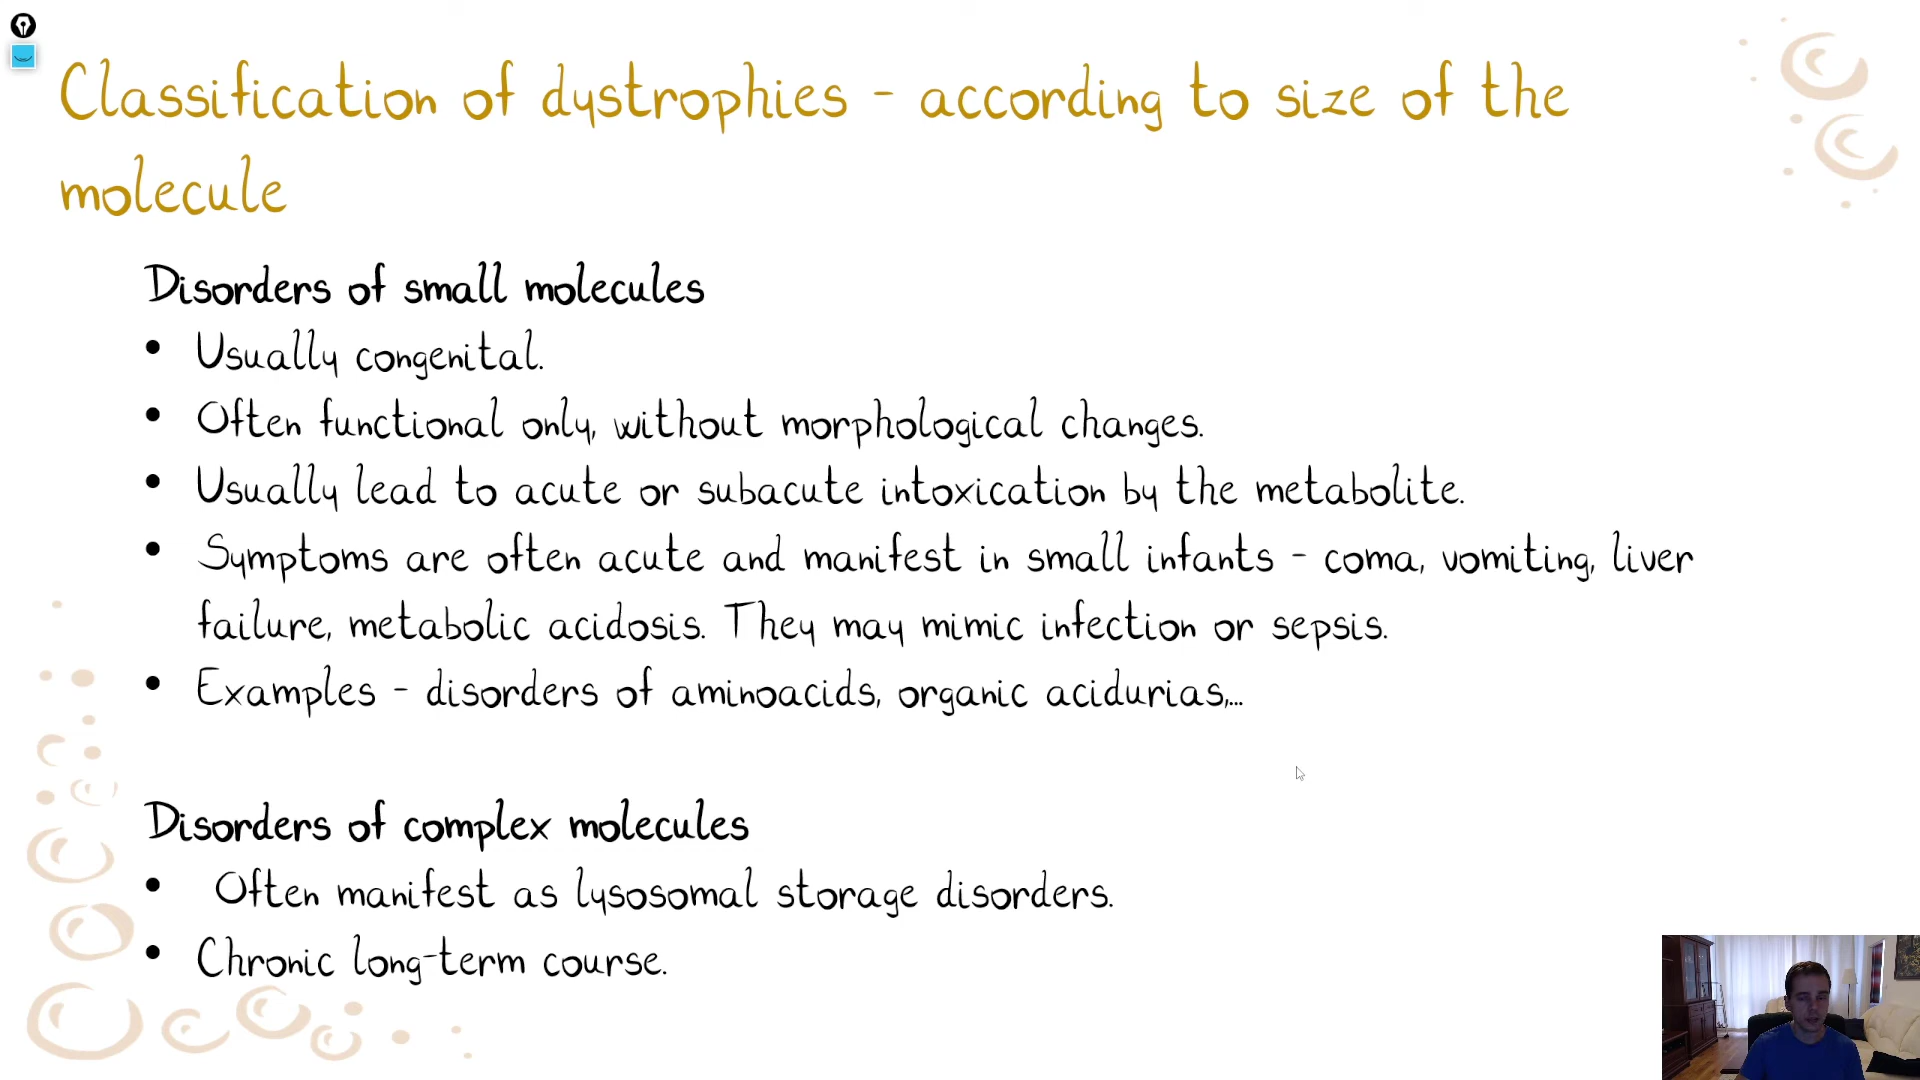 Classification of dystrophies - according to size of the
molecule
Disorders of small molecules
• Usually congenital.
• Often functional only, without morphological changes.
• Usually lead to acute or subacute intoxication by the metabolite.
• Symptoms are often acute and manifest in small infants - coma, vomiting, liver
failure, metabolic acidosis. They may mimic infection or sepsis.
• Examples - disorders of aminoacids, organic acidurias,...
Disorders of complex molecules
• Often manifest as lysosomal storage disorders.
• Chronic long-term course.